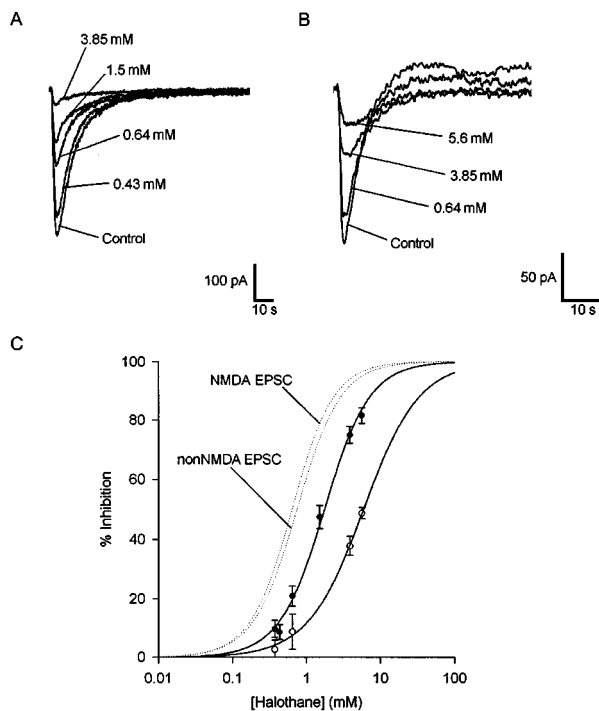 A
3.85 mM
1.5 mM
0.64 mM
0.43 mM
Control
100 pA
10 s
B
5.6 mM
3.85 mM
0.64 mM
Control
50 pA
10 s
C
100
80
60
40
20
0
% Inhibition
NMDA EPSC
nonNMDA EPSC
0.01
0.1
1
10
100
[Halothane] (mM)